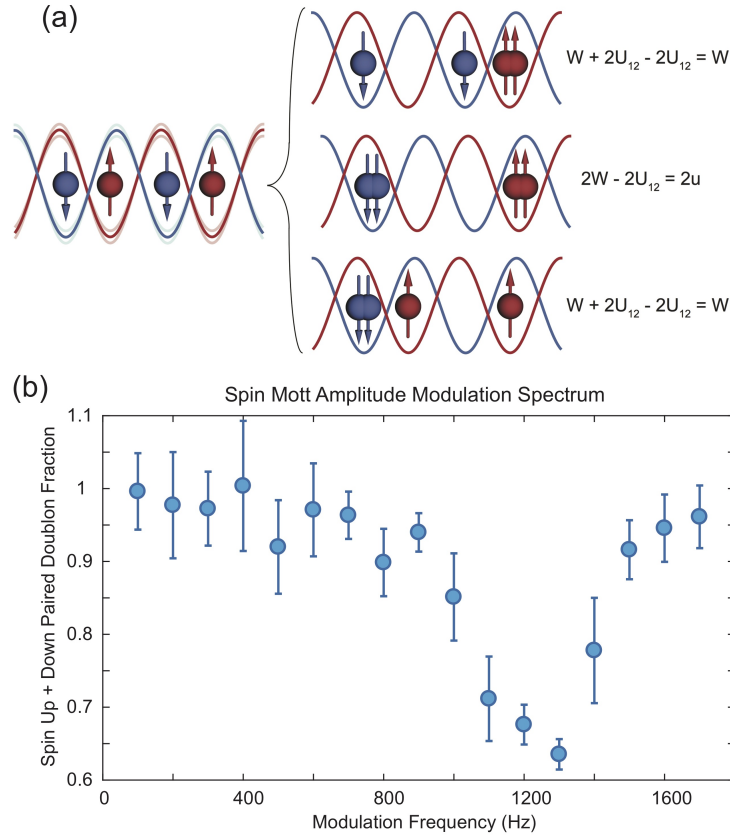 (a)
W + 2U12 - 2U12 = W
2W - 2U12 = 2u
W + 2U12 - 2U12 = W
(b)
Spin Mott Amplitude Modulation Spectrum
Spin Up + Down Paired Doublon Fraction
1.1
1
0.9
0.8
0.7
0.6
0 400 800 1200 1600
Modulation Frequency (Hz)